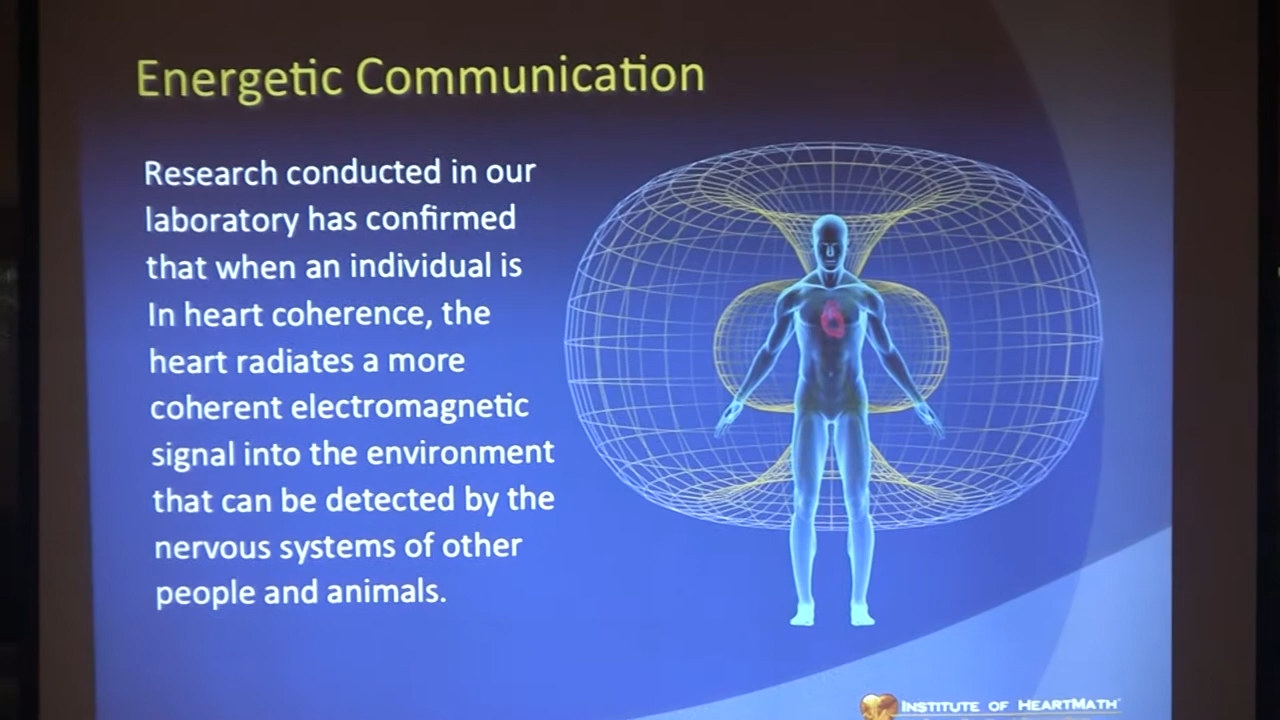 Energetic Communication
Research conducted in our
laboratory has confirmed
that when an individual is
In heart coherence, the
heart radiates a more
coherent electromagnetic
signal into the environment
that can be detected by the
nervous systems of other
people and animals.
INSTITUTE OF HEARTMATH